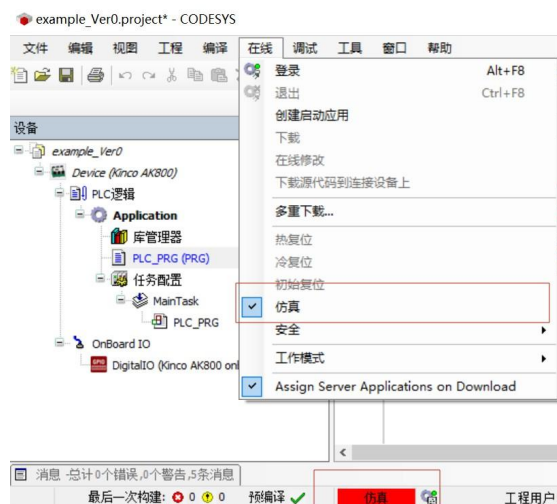 example_Ver0.project* - CODESYS
文件 编辑 视图 工程 编译 在线 调试 工具 窗口 帮助
登录 Alt+F8
退出 Ctrl+F8
创建启动应用
下载
在线修改
下载源代码到连接设备上
多重下载...
热复位
冷复位
初始复位
仿真
安全
工作模式
Assign Server Applications on Download
设备
example_Ver0
Device (Kinco AK800)
PLC逻辑
Application
库管理器
PLC_PRG (PRG)
任务配置
MainTask
PLC_PRG
OnBoard IO
DigitalIO (Kinco AK800 onl
消息 -总计0个错误,0个警告,5条消息
最后一次构建: 0 0 预编译 仿真 工程用户